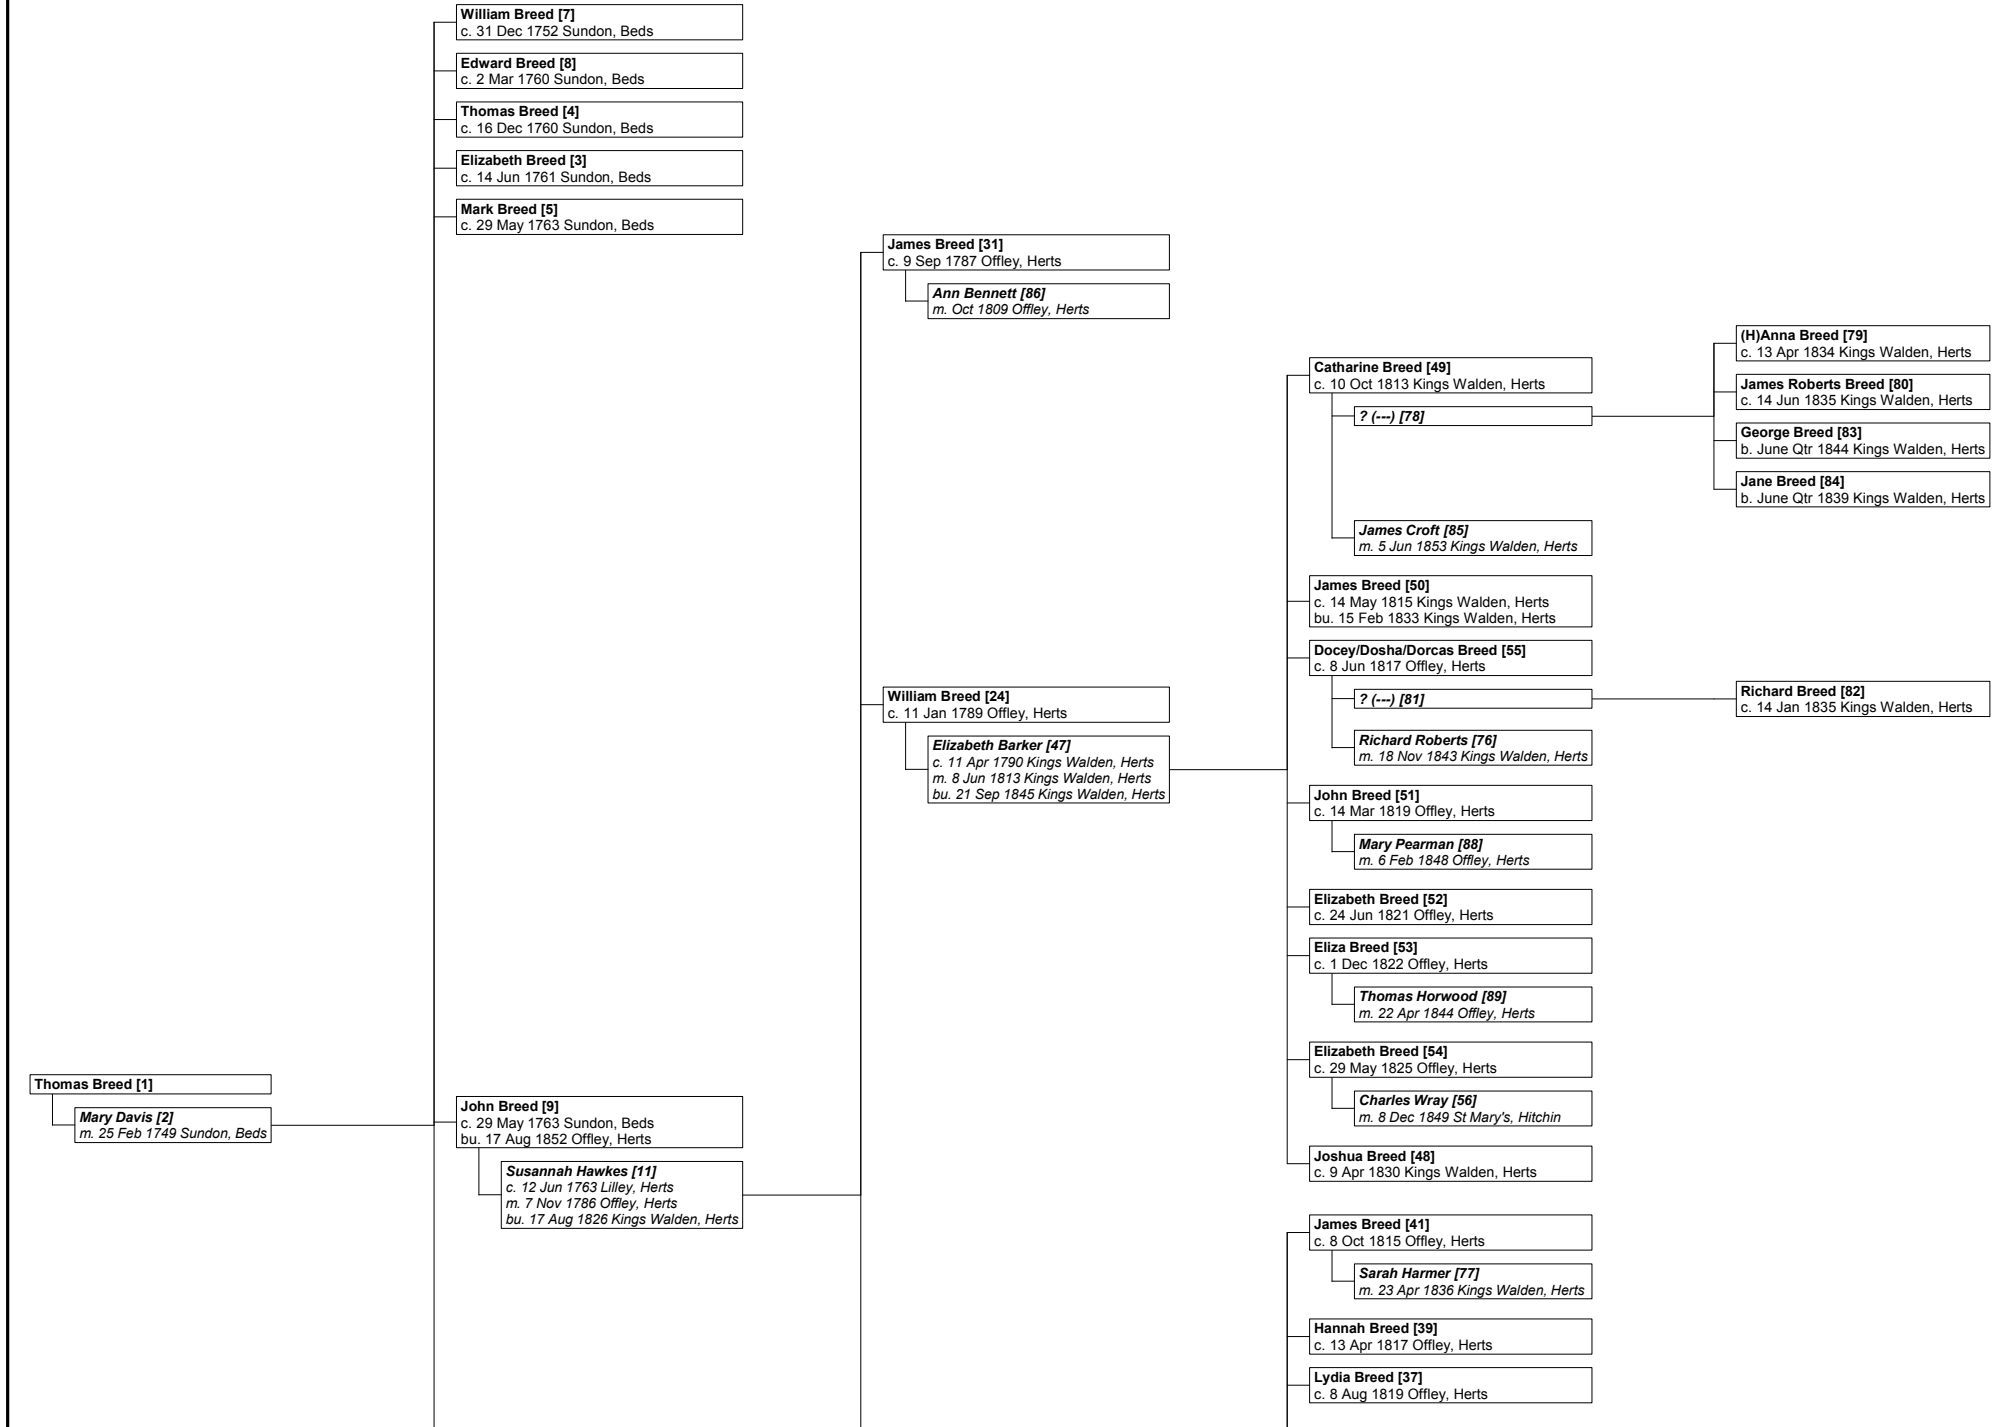 William Breed [7]
c. 31 Dec 1752 Sundon, Beds
Edward Breed [8]
c. 2 Mar 1760 Sundon, Beds
Thomas Breed [4]
c. 16 Dec 1760 Sundon, Beds
Elizabeth Breed [3]
c. 14 Jun 1761 Sundon, Beds
Mark Breed [5]
c. 29 May 1763 Sundon, Beds
James Breed [31]
c. 9 Sep 1787 Offley, Herts
Ann Bennett [86]
m. Oct 1809 Offley, Herts
(H)Anna Breed [79]
c. 13 Apr 1834 Kings Walden, Herts
Catharine Breed [49]
c. 10 Oct 1813 Kings Walden, Herts
James Roberts Breed [80]
c. 14 Jun 1835 Kings Walden, Herts
? (---) [78]
George Breed [83]
b. June Qtr 1844 Kings Walden, Herts
Jane Breed [84]
b. June Qtr 1839 Kings Walden, Herts
James Croft [85]
m. 5 Jun 1853 Kings Walden, Herts
James Breed [50]
c. 14 May 1815 Kings Walden, Herts
bu. 15 Feb 1833 Kings Walden, Herts
Docey/Dosha/Dorcas Breed [55]
c. 8 Jun 1817 Offley, Herts
? (---) [81]
Richard Breed [82]
c. 14 Jan 1835 Kings Walden, Herts
Richard Roberts [76]
m. 18 Nov 1843 Kings Walden, Herts
William Breed [24]
c. 11 Jan 1789 Offley, Herts
Elizabeth Barker [47]
c. 11 Apr 1790 Kings Walden, Herts
m. 8 Jun 1813 Kings Walden, Herts
bu. 21 Sep 1845 Kings Walden, Herts
John Breed [51]
c. 14 Mar 1819 Offley, Herts
Mary Pearman [88]
m. 6 Feb 1848 Offley, Herts
Elizabeth Breed [52]
c. 24 Jun 1821 Offley, Herts
Eliza Breed [53]
c. 1 Dec 1822 Offley, Herts
Thomas Horwood [89]
m. 22 Apr 1844 Offley, Herts
Elizabeth Breed [54]
c. 29 May 1825 Offley, Herts
Charles Wray [56]
m. 8 Dec 1849 St Mary's, Hitchin
Thomas Breed [1]
Mary Davis [2]
m. 25 Feb 1749 Sundon, Beds
John Breed [9]
c. 29 May 1763 Sundon, Beds
bu. 17 Aug 1852 Offley, Herts
Susannah Hawkes [11]
c. 12 Jun 1763 Lilley, Herts
m. 7 Nov 1786 Offley, Herts
bu. 17 Aug 1826 Kings Walden, Herts
Joshua Breed [48]
c. 9 Apr 1830 Kings Walden, Herts
James Breed [41]
c. 8 Oct 1815 Offley, Herts
Sarah Harmer [77]
m. 23 Apr 1836 Kings Walden, Herts
Hannah Breed [39]
c. 13 Apr 1817 Offley, Herts
Lydia Breed [37]
c. 8 Aug 1819 Offley, Herts